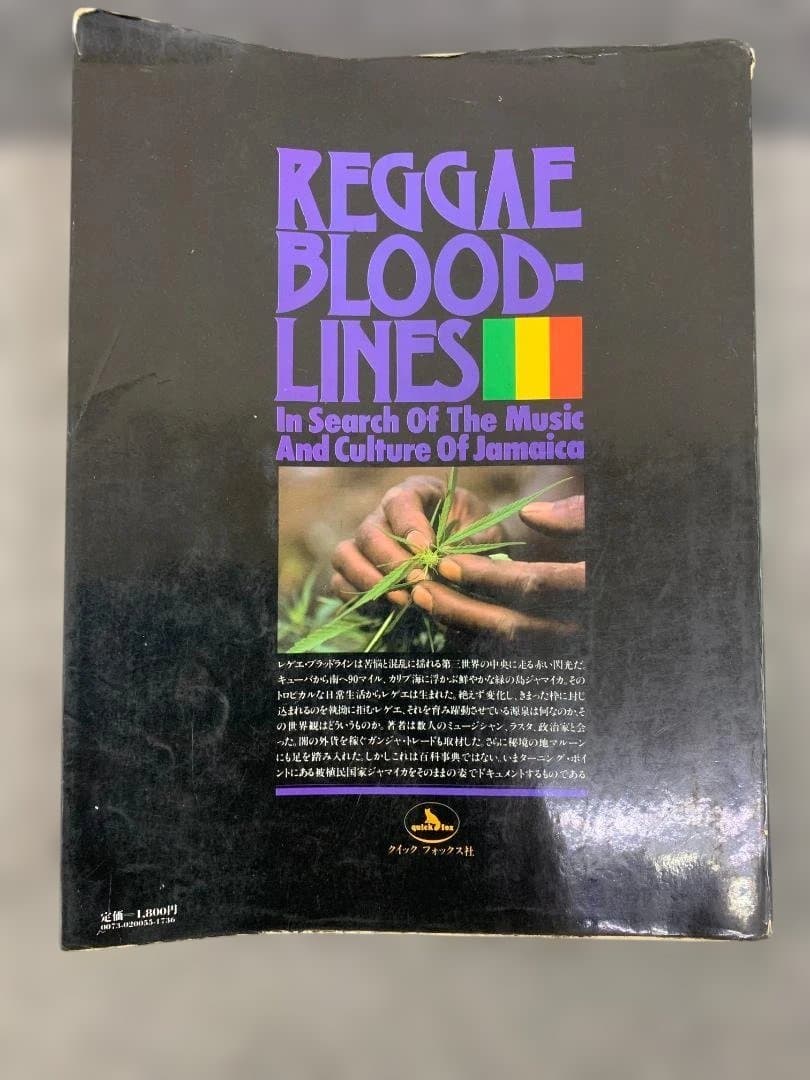 REGGAE
BLOOD-
LINES
In Search Of The Music
And Culture Of Jamaica
レゲエ・ブラッドラインは苦悩と混乱に揺れる第三世界の中央に走る赤い閃光だ。
キューバから南へ90マイル、カリブ海に浮かぶ鮮やかな緑の島ジャマイカ。その
トロピカルな日常生活からレゲエは生まれた。絶えず変化し、きまった枠に封じ
込まれるのを執拗に拒むレゲエ、それを育み躍動させている源泉は何なのか、そ
の世界観はどういうものか。著者は数人のミュージシャン、ラスタ、政治家と会
った。闇の外貨を稼ぐガンジャ・トレードも取材した。さらに秘境の地マルーン
にも足を踏み入れた。しかしこれは百科事典ではない。いまターニング・ポイ
ントにある被植民国家ジャマイカをそのままの姿でドキュメントするものである
quick fox
クイック フォックス社
定価＝1,800円
0073-020055-1736